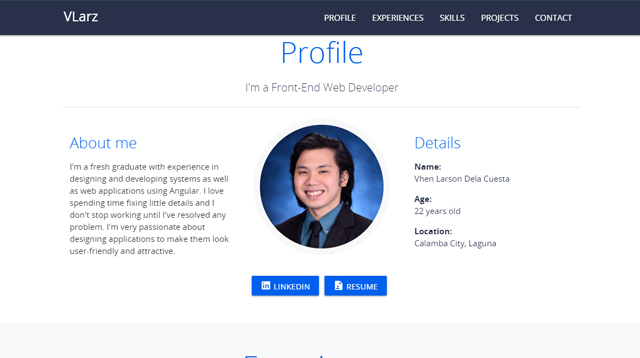 VLarz
PROFILE EXPERIENCES SKILLS PROJECTS CONTACT
Profile
I'm a Front-End Web Developer
About me
I'm a fresh graduate with experience in
designing and developing systems as well
as web applications using Angular. I love
spending time fixing little details and I
don't stop working until I've resolved any
problem. I'm very passionate about
designing applications to make them look
user-friendly and attractive.
Details
Name:
Vhen Larson Dela Cuesta
Age:
22 years old
Location:
Calamba City, Laguna
LINKEDIN RESUME